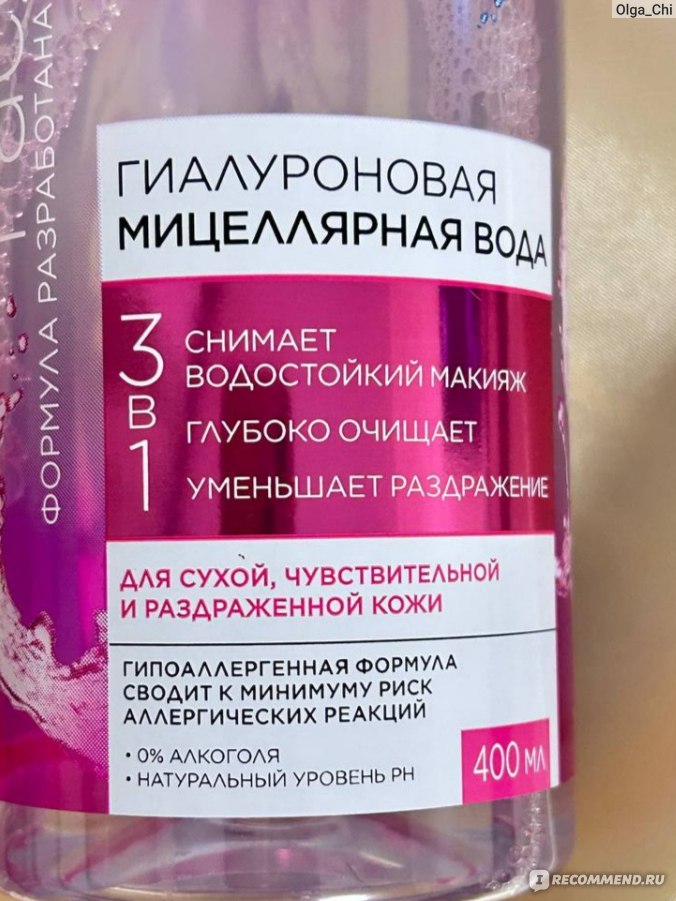 Olga_Chi
ФОРМУЛА РАЗРАБОТАНА
ГИАЛУРОНОВАЯ
МИЦЕЛЛЯРНАЯ ВОДА
3 В 1
СНИМАЕТ
ВОДОСТОЙКИЙ МАКИЯЖ
ГЛУБОКО ОЧИЩАЕТ
УМЕНЬШАЕТ РАЗДРАЖЕНИЕ
ДЛЯ СУХОЙ, ЧУВСТВИТЕЛЬНОЙ
И РАЗДРАЖЕННОЙ КОЖИ
ГИПОАЛЛЕРГЕННАЯ ФОРМУЛА
СВОДИТ К МИНИМУМУ РИСК
АЛЛЕРГИЧЕСКИХ РЕАКЦИЙ
• 0% АЛКОГОЛЯ
• НАТУРАЛЬНЫЙ УРОВЕНЬ PH
400 МЛ
IRECOMMEND.RU